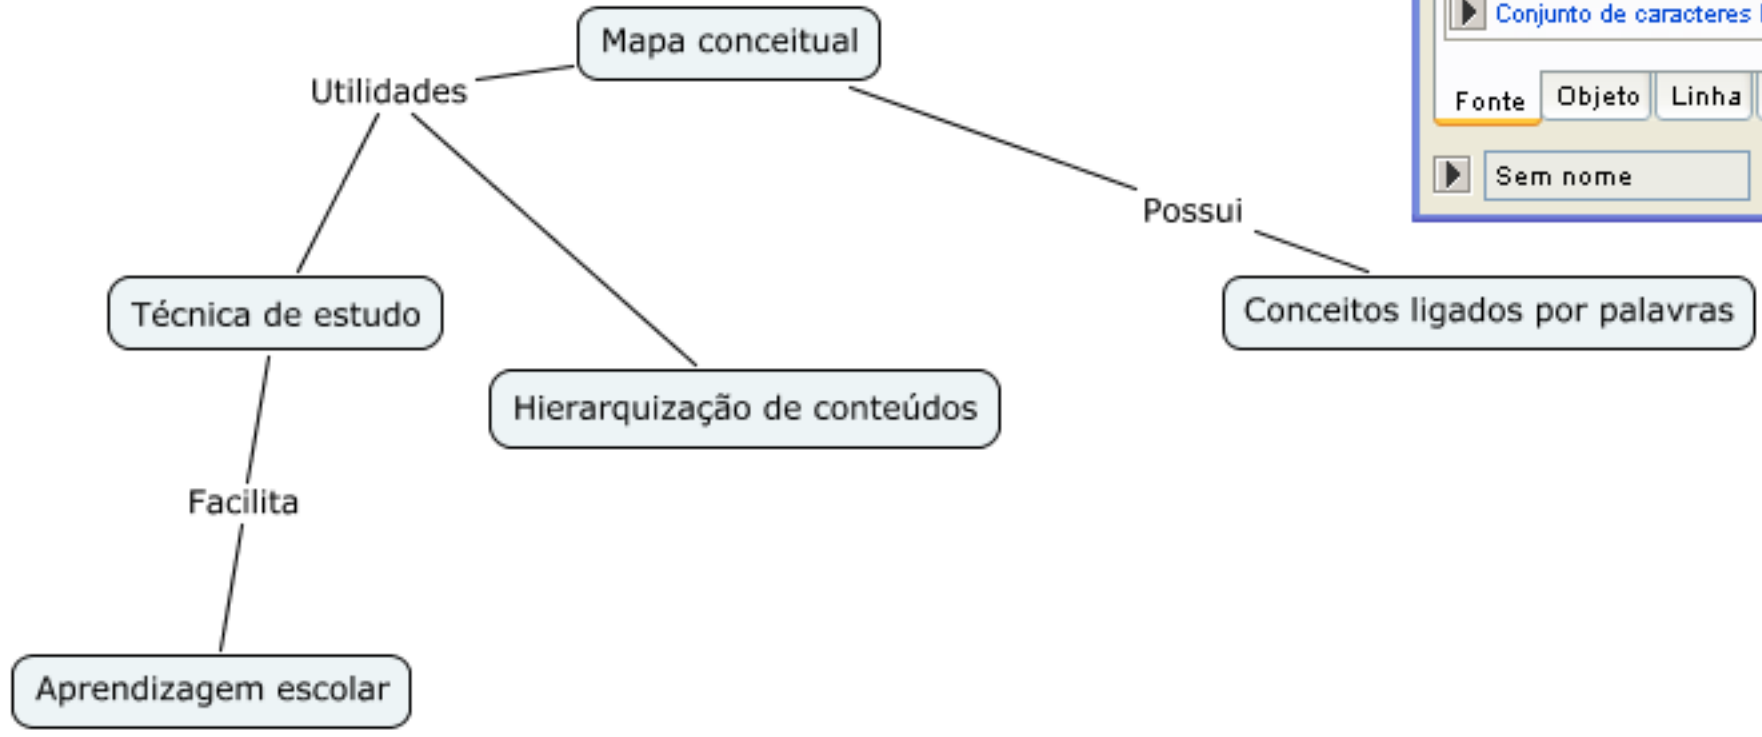 Mapa conceitual
Utilidades
Possui
Técnica de estudo
Conceitos ligados por palavras
Hierarquização de conteúdos
Facilita
Aprendizagem escolar
Conjunto de caracteres
Fonte
Objeto
Linha
Sem nome